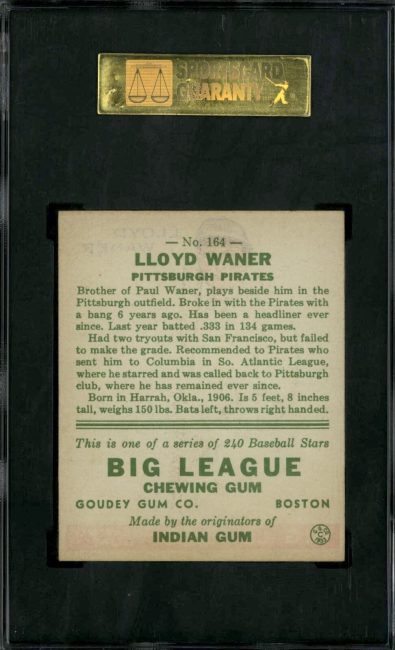 SPORTSCARD
GUARANTY
— No. 164 —
LLOYD WANER
PITTSBURGH PIRATES
Brother of Paul Waner, plays beside him in the
Pittsburgh outfield. Broke in with the Pirates with
a bang 6 years ago. Has been a headliner ever
since. Last year batted .333 in 134 games.
Had two tryouts with San Francisco, but failed
to make the grade. Recommended to Pirates who
sent him to Columbia in So. Atlantic League,
where he starred and was called back to Pittsburgh
club, where he has remained ever since.
Born in Harrah, Okla., 1906. Is 5 feet, 8 inches
tall, weighs 150 lbs. Bats left, throws right handed.
This is one of a series of 240 Baseball Stars
BIG LEAGUE
CHEWING GUM
GOUDEY GUM CO. BOSTON
Made by the originators of
INDIAN GUM